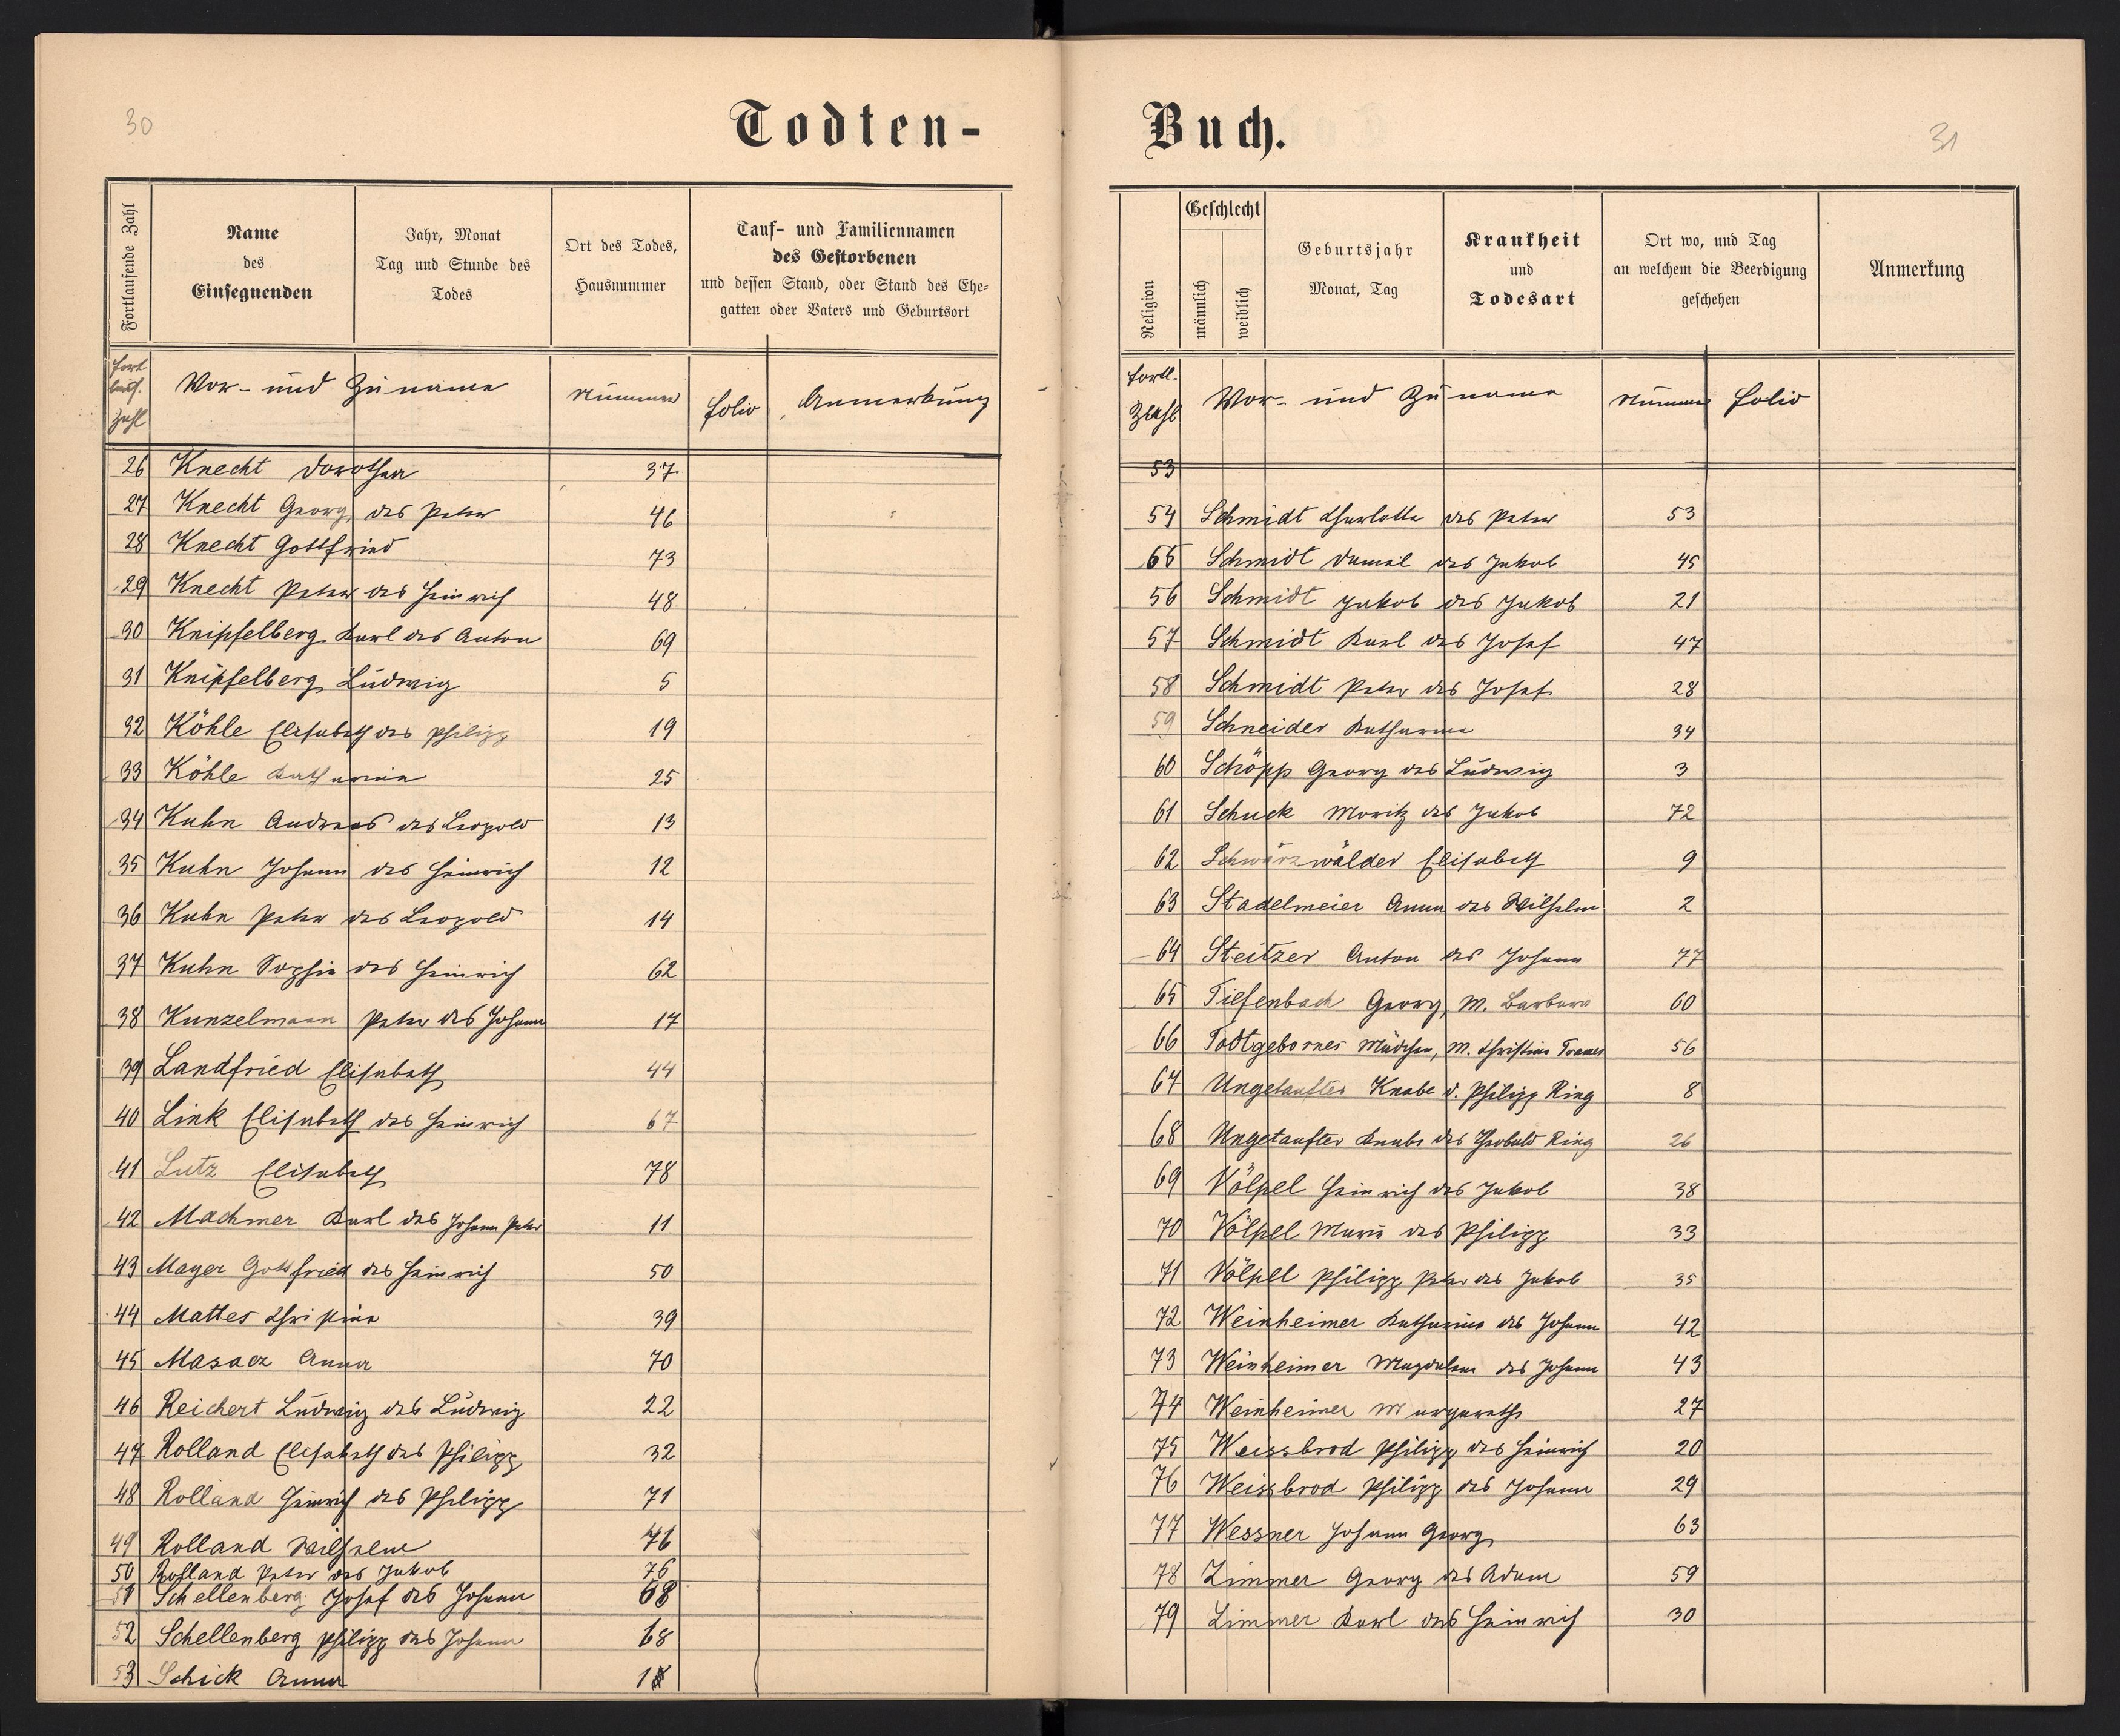 30
Todten-
Fortlaufende Zahl
Name
des
Einsegnenden
Jahr, Monat
Tag und Stunde des
Todes
Ort des Todes,
Hausnummer
Tauf- und Familiennamen
des Gestorbenen
und dessen Stand, oder Stand des Ehe-
gatten oder Vaters und Geburtsort
Fort
lauf.
Zahl
Vor- und Zuname
Nummer
folio
Anmerkung
26 Knecht Dorothea 37
27 Knecht Georg des Peter 46
28 Knecht Gottfried 73
29 Knecht Peter des Heinrich 48
30 Knipfelberg Karl des Anton 69
31 Knipfelberg Ludwig 5
32 Köhle Elisabeth des Philipp 19
33 Köhle Katharina 25
34 Kuhn Andreas des Leopold 13
35 Kuhn Johann des Heinrich 12
36 Kuhn Peter des Leopold 14
37 Kuhn Sophie des Heinrich 62
38 Kunzelmann Peter des Johann 17
39 Landfried Elisabeth 44
40 Link Elisabeth des Heinrich 67
41 Lutz Elisabeth 78
42 Machmer Karl des Johann Peter 11
43 Mayer Gottfried des Heinrich 50
44 Mattes Christina 39
45 Masacz Anna 70
46 Reichert Ludwig des Ludwig 22
47 Rolland Elisabeth des Philipp 32
48 Rolland Heinrich des Philipp 71
49 Rolland Wilhelm 76
50 Rolland Peter des Jakob 75
51 Schellenberg Josef des Johann 68
52 Schellenberg Philipp des Johann 68
53 Schick Anna
Buch.
31
Religion
Geschlecht
männlich
weiblich
Geburtsjahr
Monat, Tag
Krankheit
und
Todesart
Ort wo, und Tag
an welchem die Beerdigung
geschehen
Anmerkung
fortl.
Zahl
Vor- und Zuname
Nummer
folio
53
54 Schmidt Charlotte des Peter 53
55 Schmidt Daniel des Jakob 45
56 Schmidt Jakob des Jakob 21
57 Schmidt Karl des Josef 47
58 Schmidt Peter des Josef 28
59 Schneider Katharina 34
60 Schöpp Georg des Ludwig 3
61 Schuck Moritz des Jakob 72
62 Schwarzwälder Elisabeth 9
63 Stadelmeier Anna des Wilhelm 2
64 Steitzer Anton des Johann 77
65 Tiefenbach Georg, M. Barbara 60
66 Todtgebornes Mädchen, M. Christina Tramer 56
67 Ungetaufter Knabe d. Philipp Ring 8
68 Ungetaufter Knabe des Theobald Ring 26
69 Völpel Heinrich des Jakob 38
70 Völpel Maria des Philipp 33
71 Völpel Philipp Peter des Jakob 35
72 Weinheimer Katharina des Johann 42
73 Weinheimer Magdalena des Johann 43
74 Weinheimer Margaretha 27
75 Weissbrod Philipp des Heinrich 20
76 Weissbrod Philipp des Johann 29
77 Wessner Johann Georg 63
78 Zimmer Georg des Adam 59
79 Zimmer Karl des Heinrich 30